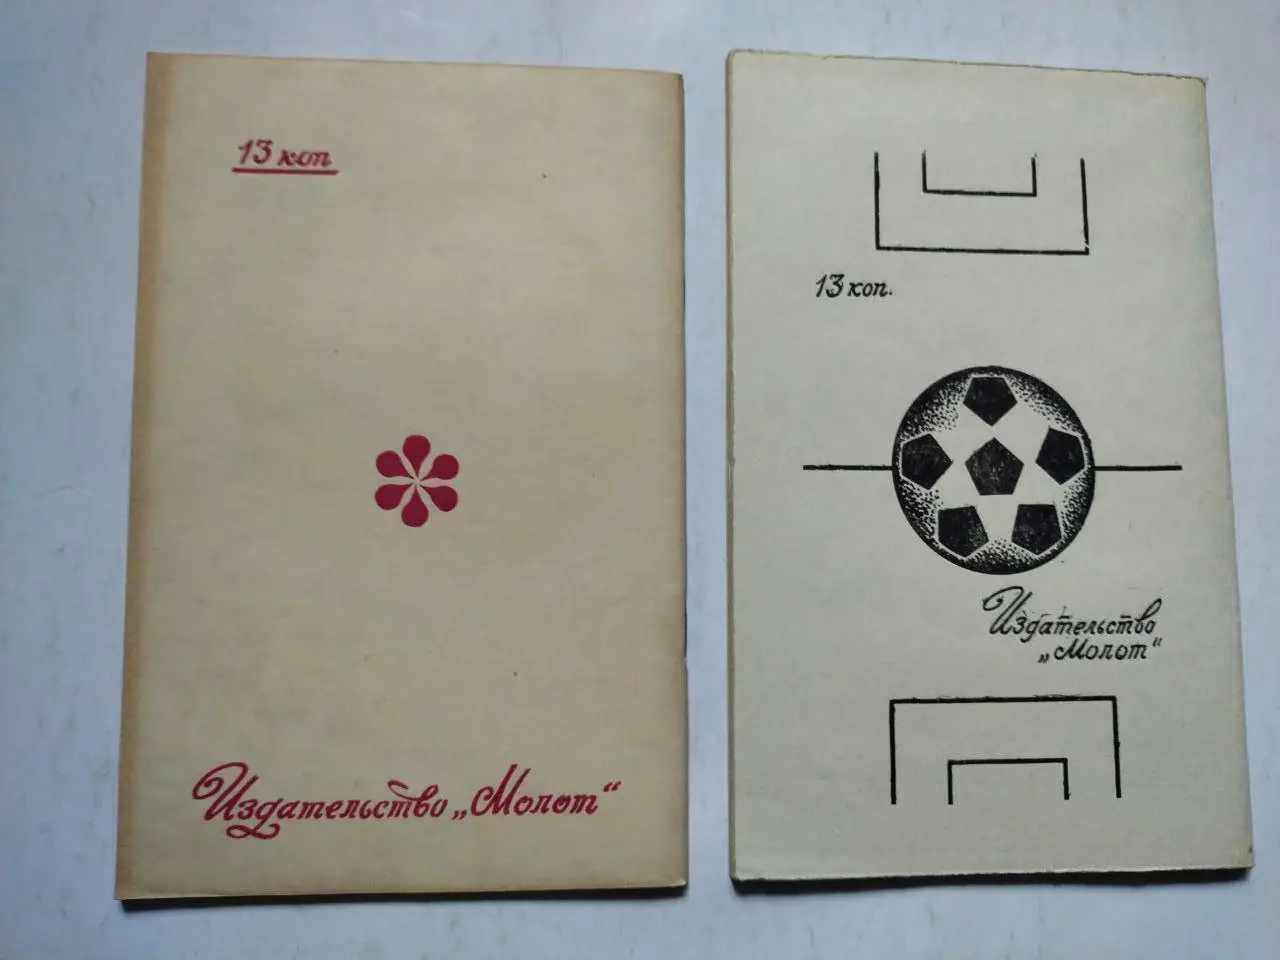 13 коп
Издательство „Молот“
13 коп.
Издательство
„Молот“